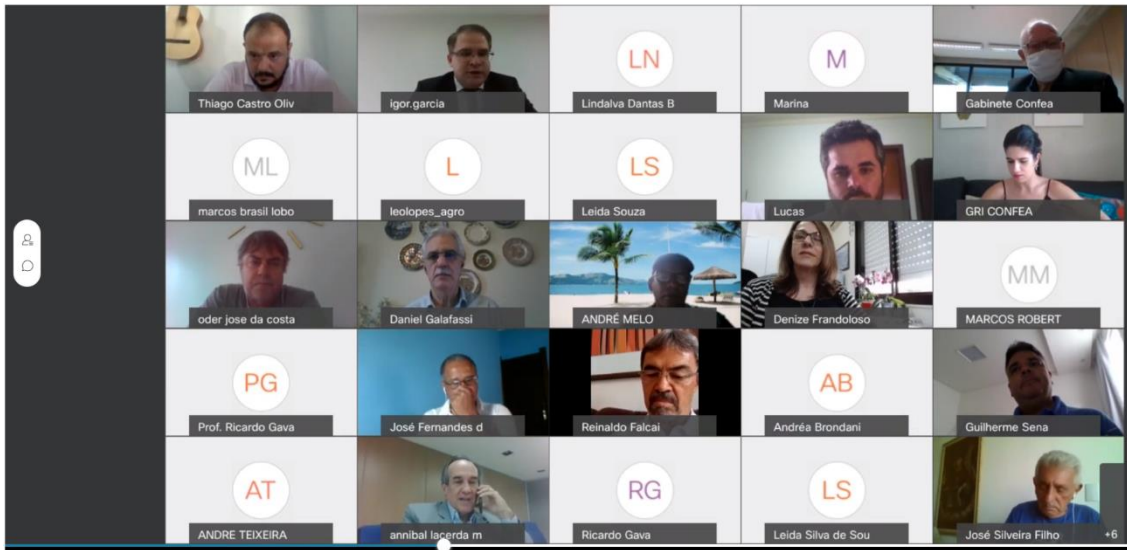 Thiago Castro Oliv
igor.garcia
LN
Lindalva Dantas B
M
Marina
Gabinete Confea
ML
marcos brasil lobo
L
leolopes_agro
LS
Leida Souza
Lucas
GRI CONFEA
oder jose da costa
Daniel Galafassi
ANDRÉ MELO
Denize Frandoloso
MM
MARCOS ROBERT
PG
Prof. Ricardo Gava
José Fernandes d
Reinaldo Falcai
AB
Andréa Brondani
Guilherme Sena
AT
ANDRE TEIXEIRA
annibal lacerda m
RG
Ricardo Gava
LS
Leida Silva de Sou
José Silveira Filho
+6